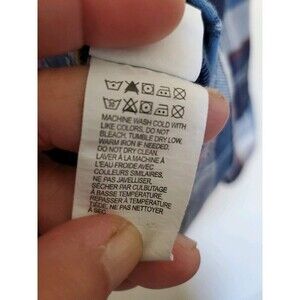 MACHINE WASH COLD WITH
LIKE COLORS, DO NOT
BLEACH, TUMBLE DRY LOW,
WARM IRON IF NEEDED,
DO NOT DRY CLEAN.
LAVER À LA MACHINE À
L'EAU FROIDE AVEC
COULEURS SIMILAIRES,
NE PAS JAVELLISER,
SÉCHER PAR CULBUTAGE
À BASSE TEMPÉRATURE,
REPASSER À TEMPÉRATURE
TIÈDE, NE PAS NETTOYER
À SEC.